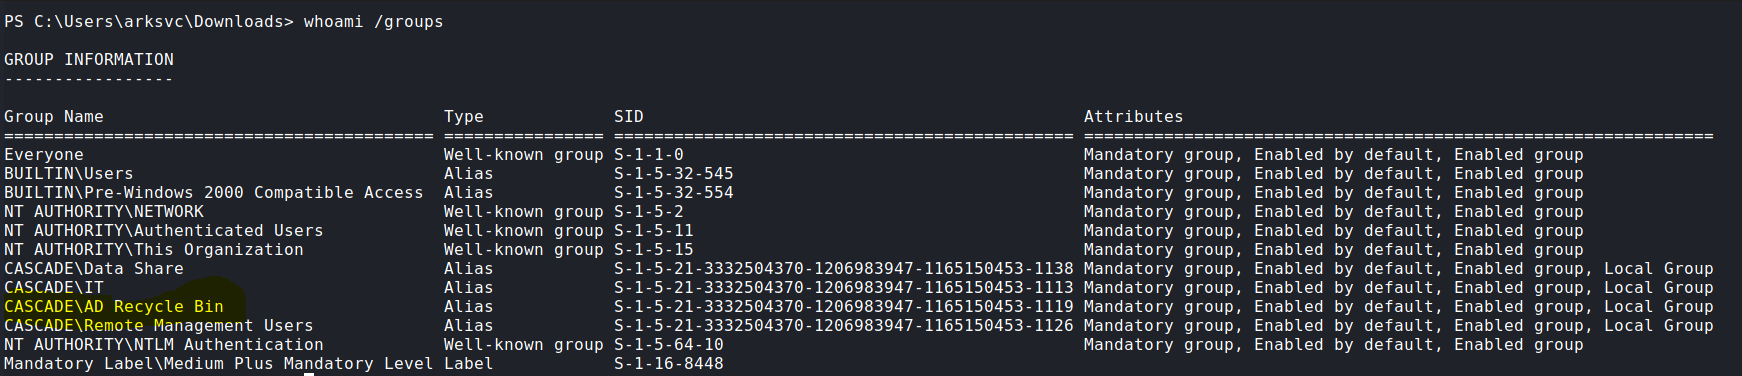 PS C:\Users\arksvc\Downloads> whoami /groups
GROUP INFORMATION
-----------------
Group Name                                  Type             SID                                            Attributes
=========================================== ================ ============================================== ===============================================================
Everyone                                    Well-known group S-1-1-0                                        Mandatory group, Enabled by default, Enabled group
BUILTIN\Users                               Alias            S-1-5-32-545                                   Mandatory group, Enabled by default, Enabled group
BUILTIN\Pre-Windows 2000 Compatible Access  Alias            S-1-5-32-554                                   Mandatory group, Enabled by default, Enabled group
NT AUTHORITY\NETWORK                        Well-known group S-1-5-2                                        Mandatory group, Enabled by default, Enabled group
NT AUTHORITY\Authenticated Users            Well-known group S-1-5-11                                       Mandatory group, Enabled by default, Enabled group
NT AUTHORITY\This Organization              Well-known group S-1-5-15                                       Mandatory group, Enabled by default, Enabled group
CASCADE\Data Share                          Alias            S-1-5-21-3332504370-1206983947-1165150453-1138 Mandatory group, Enabled by default, Enabled group, Local Group
CASCADE\IT                                  Alias            S-1-5-21-3332504370-1206983947-1165150453-1113 Mandatory group, Enabled by default, Enabled group, Local Group
CASCADE\AD Recycle Bin                      Alias            S-1-5-21-3332504370-1206983947-1165150453-1119 Mandatory group, Enabled by default, Enabled group, Local Group
CASCADE\Remote Management Users             Alias            S-1-5-21-3332504370-1206983947-1165150453-1126 Mandatory group, Enabled by default, Enabled group, Local Group
NT AUTHORITY\NTLM Authentication            Well-known group S-1-5-64-10                                    Mandatory group, Enabled by default, Enabled group
Mandatory Label\Medium Plus Mandatory Level Label            S-1-16-8448